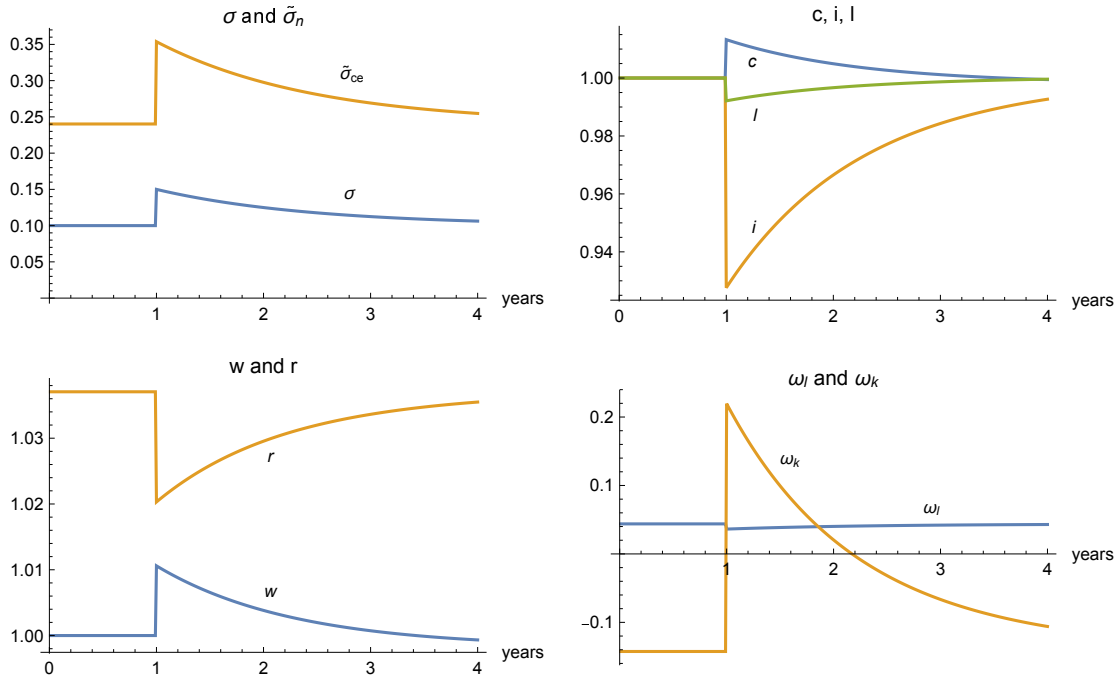 σ and σ̃ₙ
0.35
0.30
0.25
0.20
0.15
0.10
0.05
σ̃ce
σ
0
1
2
3
4
years
c, i, l
1.00
0.98
0.96
0.94
c
l
i
0
1
2
3
4
years
w and r
1.03
1.02
1.01
1.00
r
w
0
1
2
3
4
years
ωₗ and ωₖ
0.2
0.1
−0.1
ωₖ
ωₗ
1
2
3
4
years